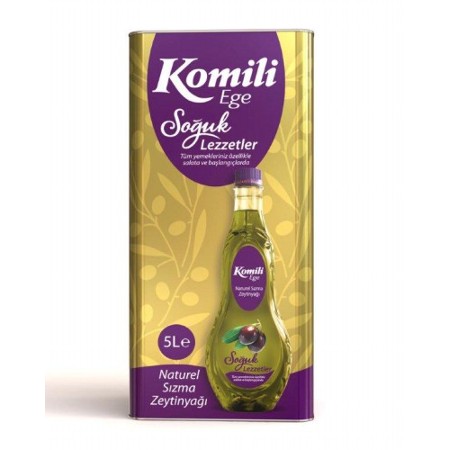 Komili
Ege
Soğuk
Lezzetler
Tüm yemekleriniz özellikle
salata ve başlangıçlarda
Komili
Ege
Naturel Sızma
Zeytinyağı
5L e
Soğuk
Lezzetler
Naturel
Sızma
Zeytinyağı